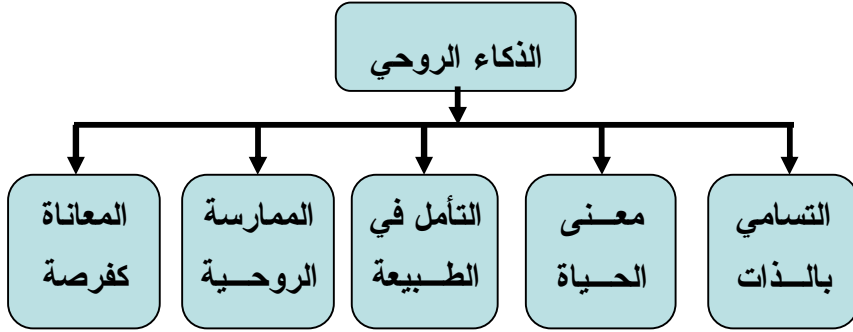 الذكاء الروحي
التسامي
بالــذات
معــنى
الحــياة
التأمل في
الطــبيعة
الممارسة
الروحــية
المعاناة
كفرصة